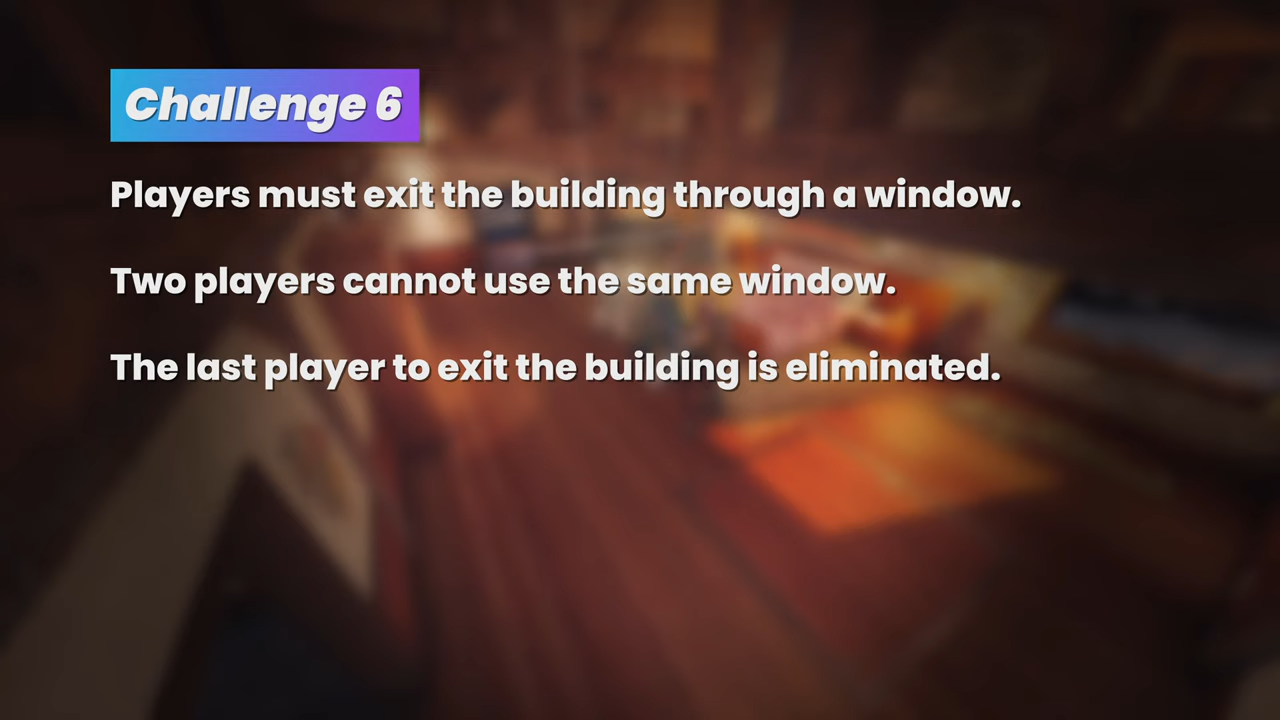 Challenge 6
Players must exit the building through a window.
Two players cannot use the same window.
The last player to exit the building is eliminated.